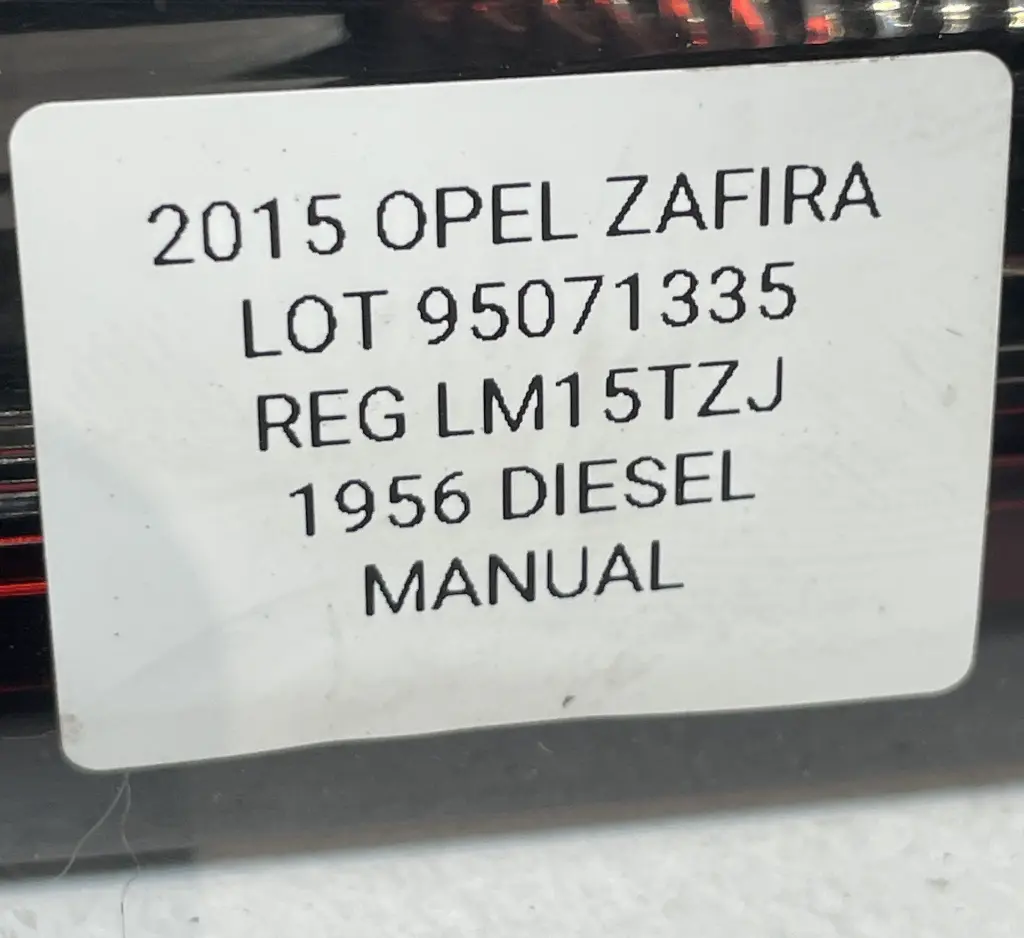 2015 OPEL ZAFIRA
LOT 95071335
REG LM15TZJ
1956 DIESEL
MANUAL